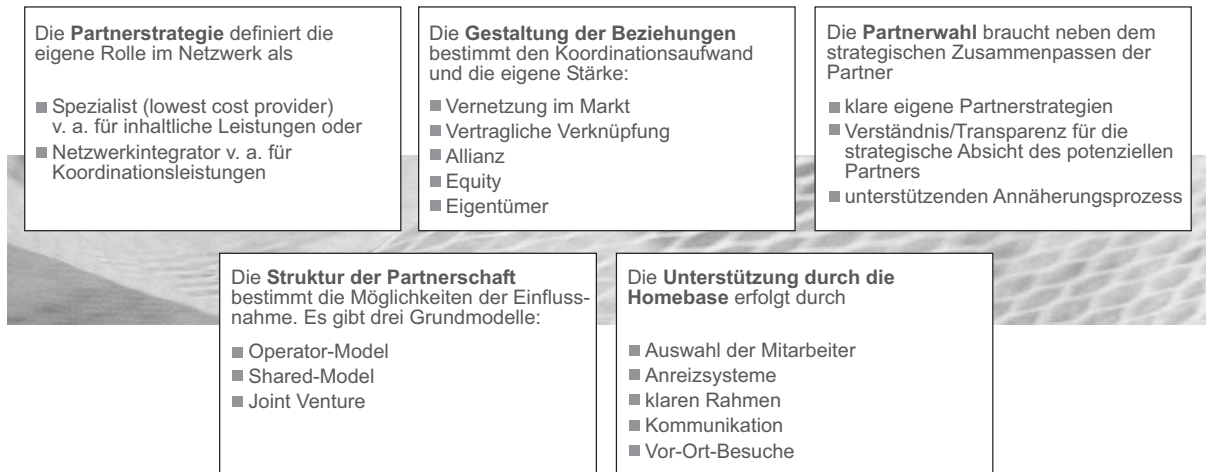 Die Partnerstrategie definiert die
eigene Rolle im Netzwerk als
Spezialist (lowest cost provider)
v. a. für inhaltliche Leistungen oder
Netzwerkintegrator v. a. für
Koordinationsleistungen
Die Gestaltung der Beziehungen
bestimmt den Koordinationsaufwand
und die eigene Stärke:
Vernetzung im Markt
Vertragliche Verknüpfung
Allianz
Equity
Eigentümer
Die Partnerwahl braucht neben dem
strategischen Zusammenpassen der
Partner
klare eigene Partnerstrategien
Verständnis/Transparenz für die
strategische Absicht des potenziellen
Partners
unterstützenden Annäherungsprozess
Die Struktur der Partnerschaft
bestimmt die Möglichkeiten der Einfluss-
nahme. Es gibt drei Grundmodelle:
Operator-Model
Shared-Model
Joint Venture
Die Unterstützung durch die
Homebase erfolgt durch
Auswahl der Mitarbeiter
Anreizsysteme
klaren Rahmen
Kommunikation
Vor-Ort-Besuche